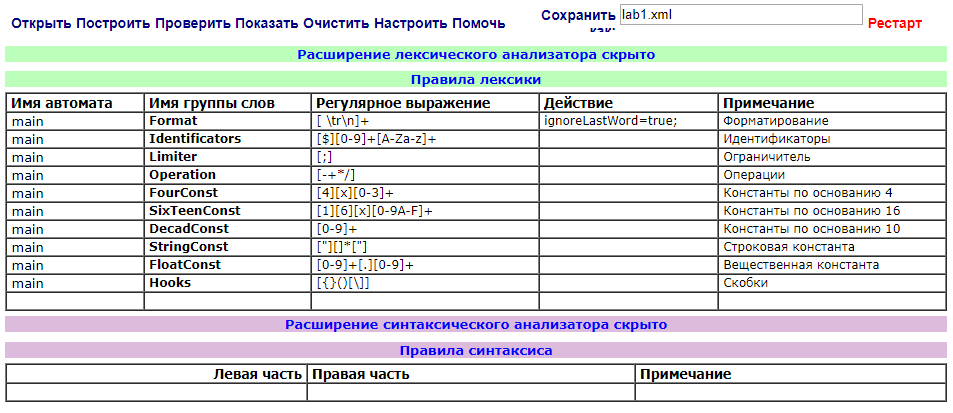 Открыть Построить Проверить Показать Очистить Настроить Помочь Сохранить как: lab1.xml Рестарт
Расширение лексического анализатора скрыто
Правила лексики
Имя автомата Имя группы слов Регулярное выражение Действие Примечание
main Format [ \tr\n]+ ignoreLastWord=true; Форматирование
main Identificators [$][0-9]+[A-Za-z]+ Идентификаторы
main Limiter [;] Ограничитель
main Operation [-+*/] Операции
main FourConst [4][x][0-3]+ Константы по основанию 4
main SixTeenConst [1][6][x][0-9A-F]+ Константы по основанию 16
main DecadConst [0-9]+ Константы по основанию 10
main StringConst ["][]*["] Строковая константа
main FloatConst [0-9]+[.][0-9]+ Вещественная константа
main Hooks [{}()[\]] Скобки
Расширение синтаксического анализатора скрыто
Правила синтаксиса
Левая часть Правая часть Примечание